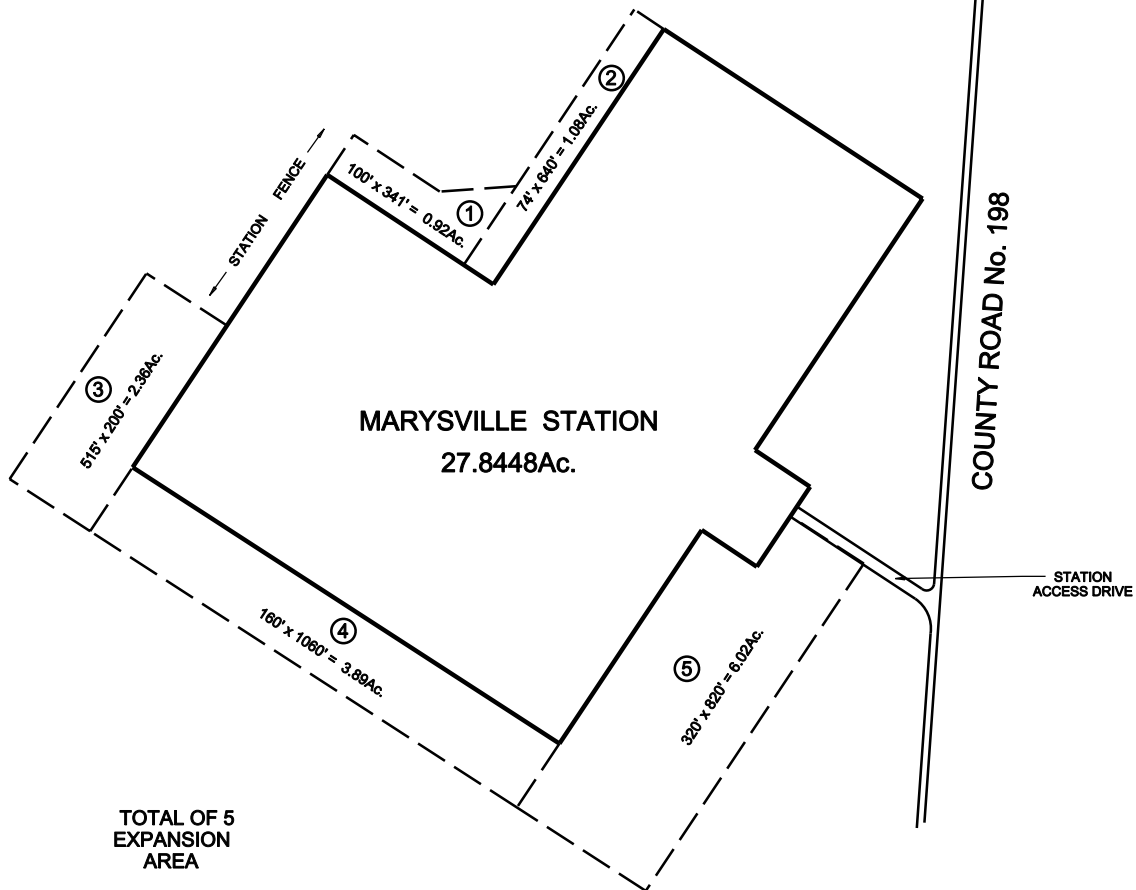 ②
74' x 640' = 1.08Ac.
STATION FENCE
100' x 341' = 0.92Ac.
①
COUNTY ROAD No. 198
③
515' x 200' = 2.36Ac.
MARYSVILLE STATION
27.8448Ac.
STATION
ACCESS DRIVE
④
160' x 1060' = 3.89Ac.
⑤
320' x 820' = 6.02Ac.
TOTAL OF 5
EXPANSION
AREA